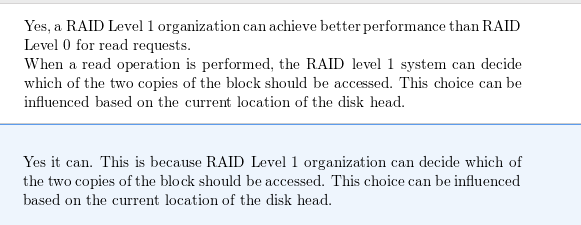 Yes, a RAID Level 1 organization can achieve better performance than RAID
Level 0 for read requests.
When a read operation is performed, the RAID level 1 system can decide
which of the two copies of the block should be accessed. This choice can be
influenced based on the current location of the disk head.
Yes it can. This is because RAID Level 1 organization can decide which of
the two copies of the block should be accessed. This choice can be influenced
based on the current location of the disk head.